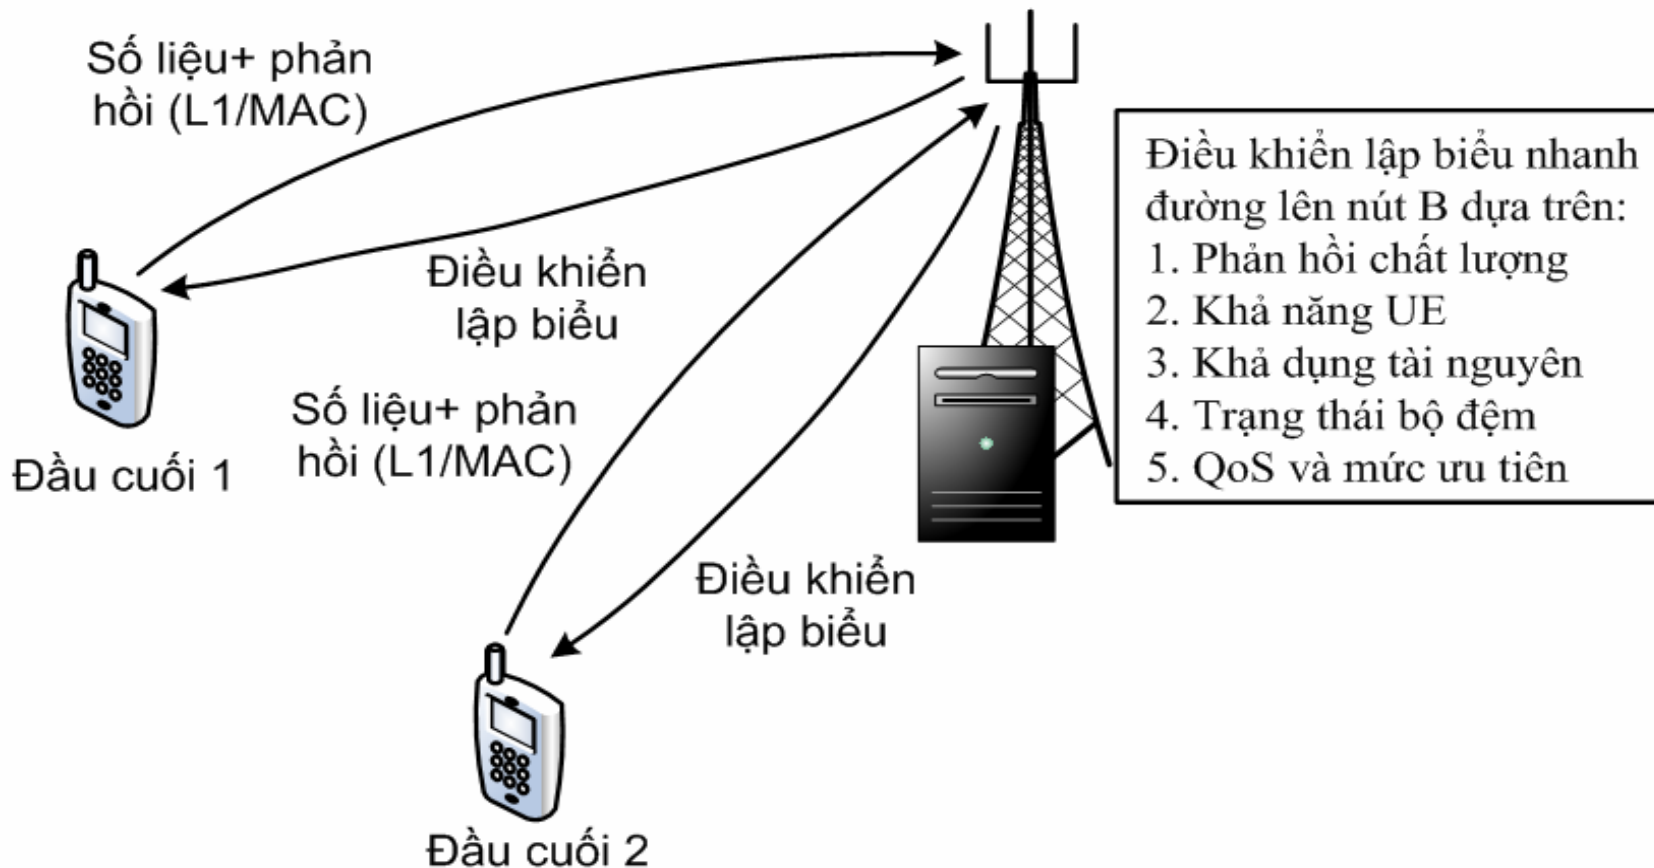 Số liệu+ phản
hồi (L1/MAC)
Điều khiển lập biểu nhanh
đường lên nút B dựa trên:
1. Phản hồi chất lượng
2. Khả năng UE
3. Khả dụng tài nguyên
4. Trạng thái bộ đệm
5. QoS và mức ưu tiên
Điều khiển
lập biểu
Số liệu+ phản
hồi (L1/MAC)
Đầu cuối 1
Điều khiển
lập biểu
Đầu cuối 2